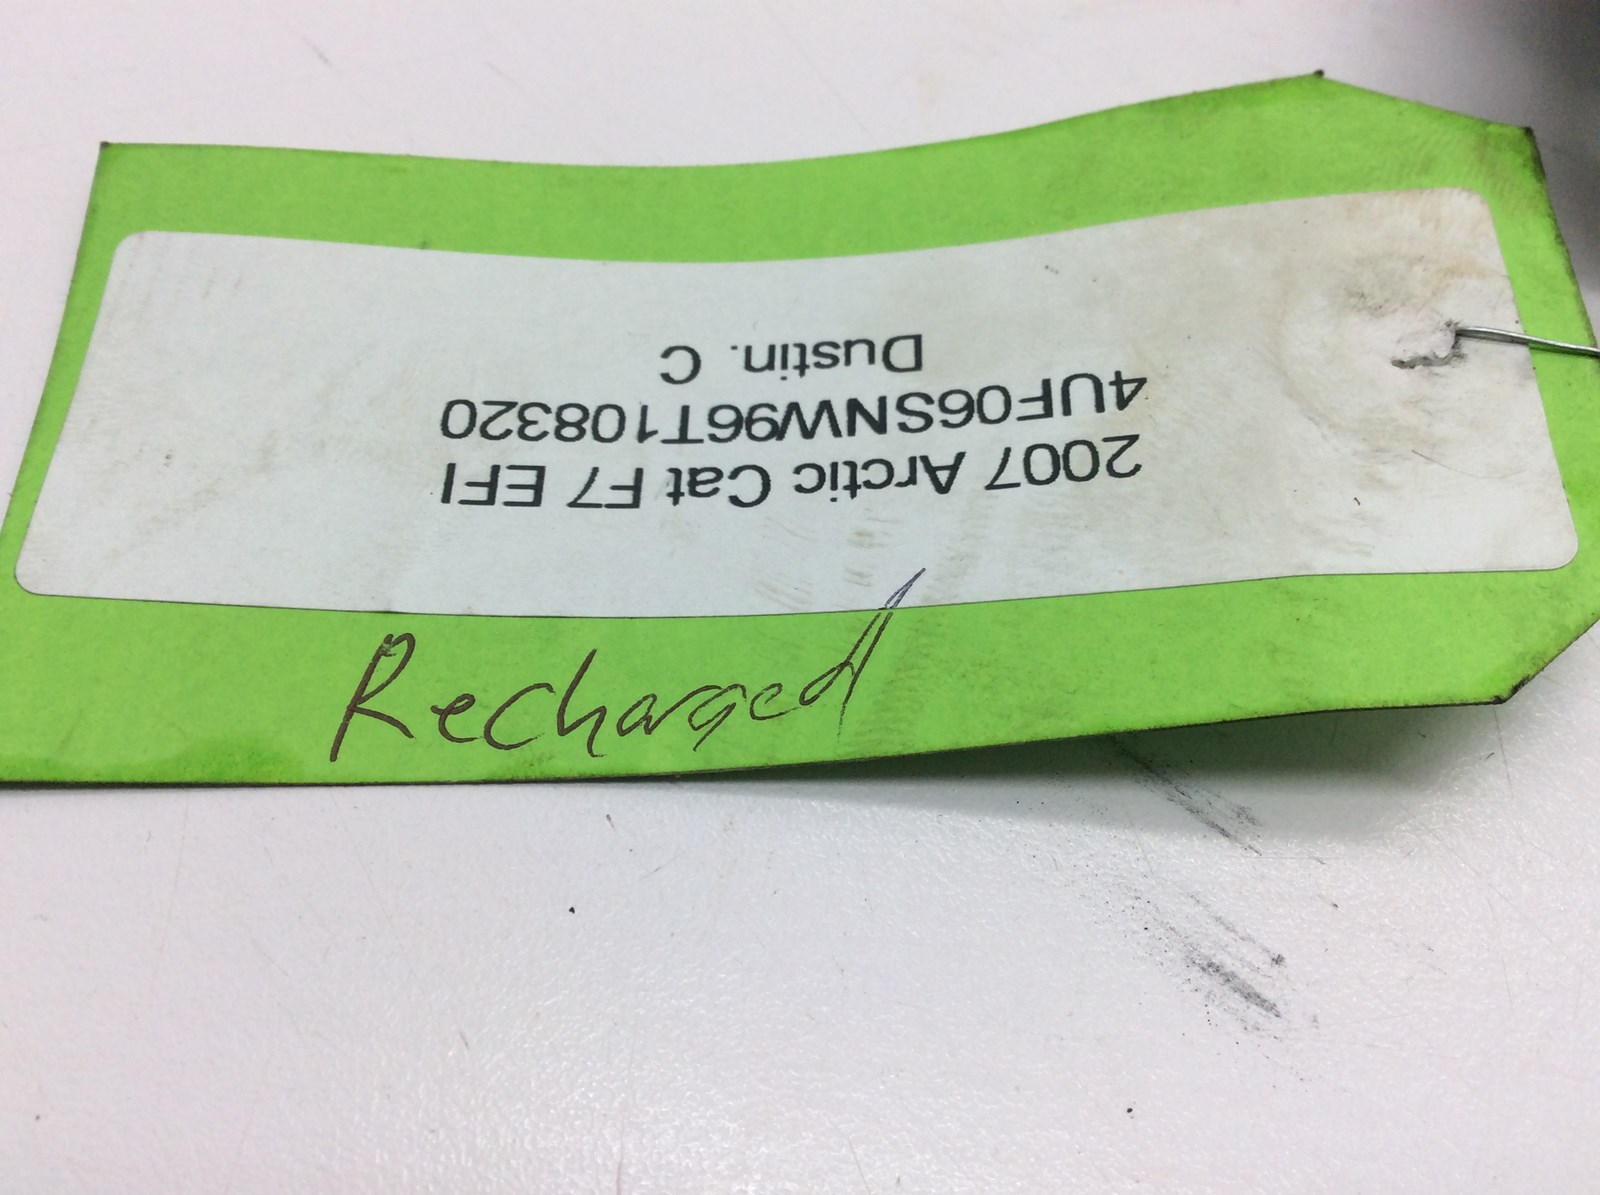 2007 Arctic Cat F7 EFI
4UF06SNW96T108320
Dustin. C
Recharged